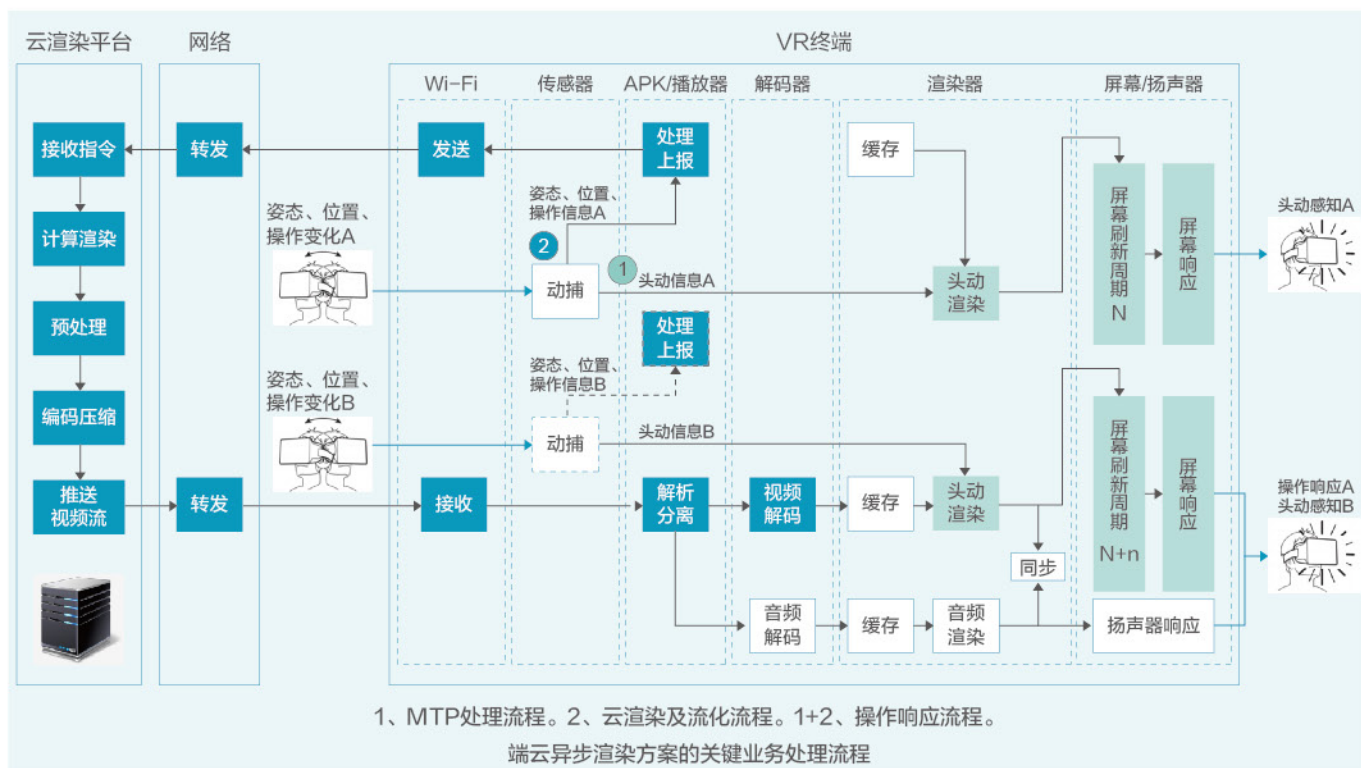 云渲染平台
网络
VR终端
Wi-Fi
传感器
APK/播放器
解码器
渲染器
屏幕/扬声器
接收指令
转发
发送
处理
上报
缓存
姿态、位置、
操作信息A
姿态、位置、
操作变化A
计算渲染
2
1
动捕
头动信息A
头动
渲染
屏幕刷新周期
N
屏幕响应
头动感知A
预处理
处理
上报
姿态、位置、
操作信息B
姿态、位置、
操作变化B
编码压缩
动捕
头动信息B
推送
视频流
转发
接收
解析
分离
视频
解码
缓存
头动
渲染
屏幕刷新周期
N+n
屏幕响应
操作响应A
头动感知B
同步
音频
解码
缓存
音频
渲染
扬声器响应
1、MTP处理流程。2、云渲染及流化流程。1+2、操作响应流程。
端云异步渲染方案的关键业务处理流程